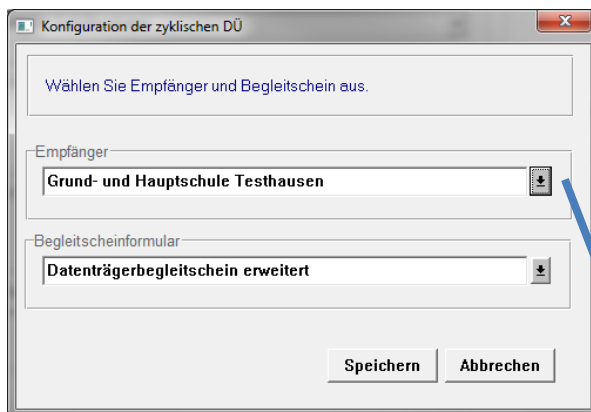 Konfiguration der zyklischen DÜ
Wählen Sie Empfänger und Begleitschein aus.
Empfänger
Grund- und Hauptschule Testhausen
Begleitscheinformular
Datenträgerbegleitschein erweitert
Speichern Abbrechen